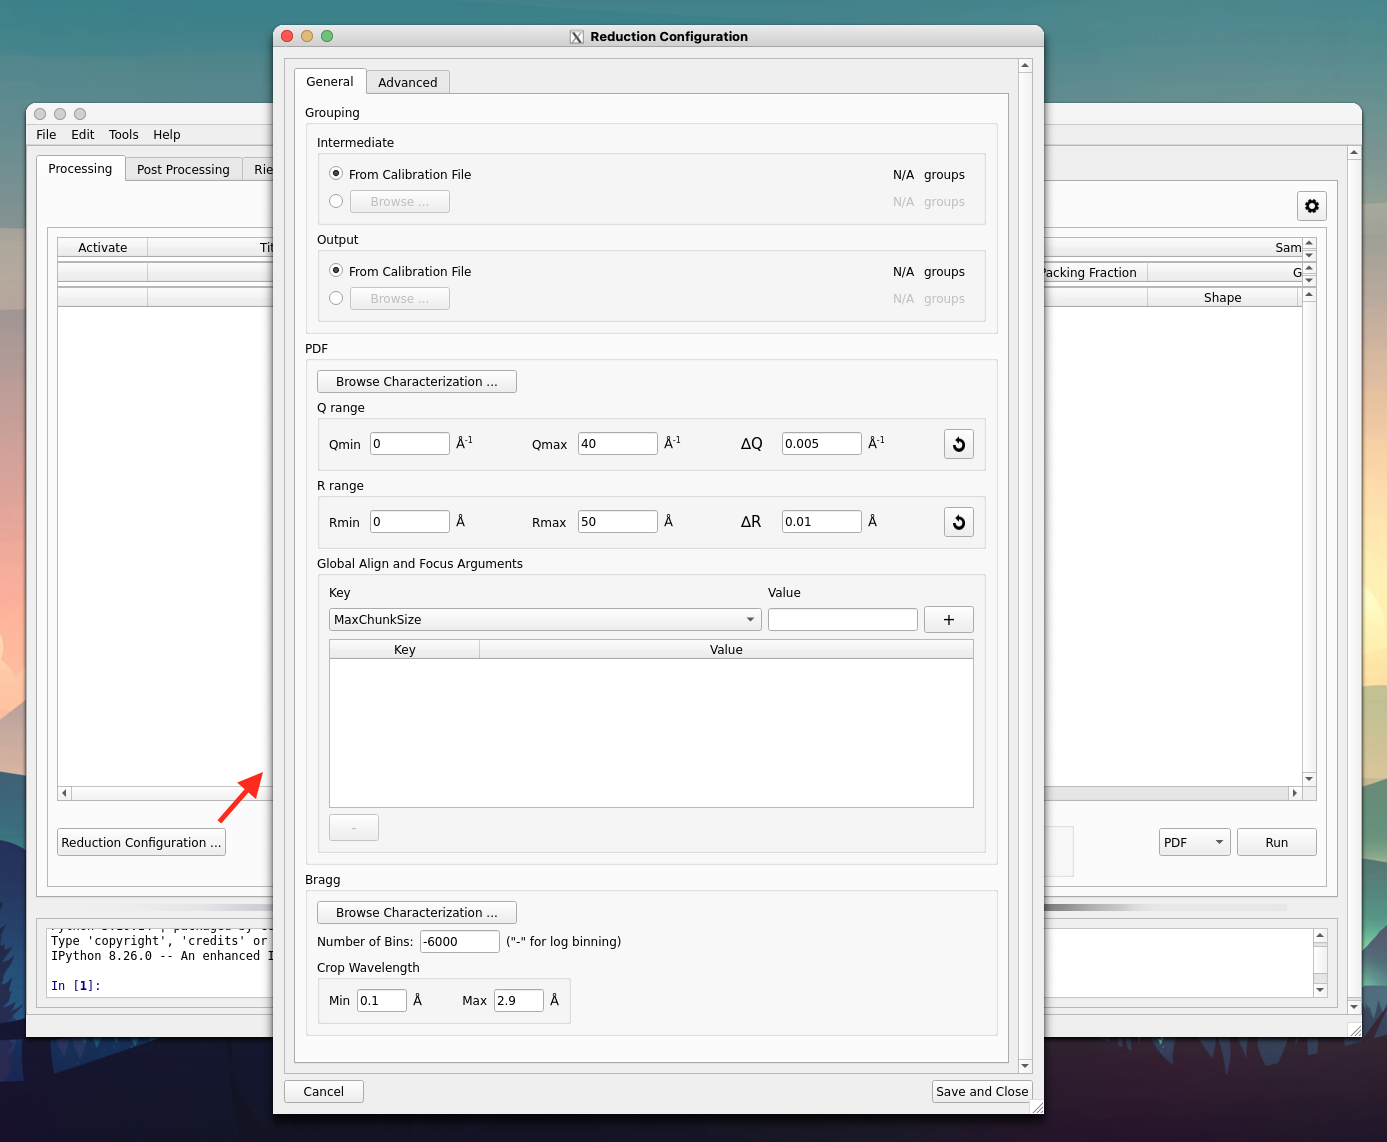 Reduction Configuration
General Advanced
Grouping
Intermediate
From Calibration File N/A groups
Browse ... N/A groups
Output
From Calibration File N/A groups
Browse ... N/A groups
PDF
Browse Characterization ...
Q range
Qmin 0 Å-1 Qmax 40 Å-1 ΔQ 0.005 Å-1
R range
Rmin 0 Å Rmax 50 Å ΔR 0.01 Å
Global Align and Focus Arguments
Key Value
MaxChunkSize +
Key Value
-
Bragg
Browse Characterization ...
Number of Bins: -6000 ("-" for log binning)
Crop Wavelength
Min 0.1 Å Max 2.9 Å
Cancel Save and Close
File Edit Tools Help
Processing Post Processing Rie
Activate Tit Sam
Packing Fraction G
Shape
Reduction Configuration ... PDF Run
Type 'copyright', 'credits' or
IPython 8.26.0 -- An enhanced I
In [1]: